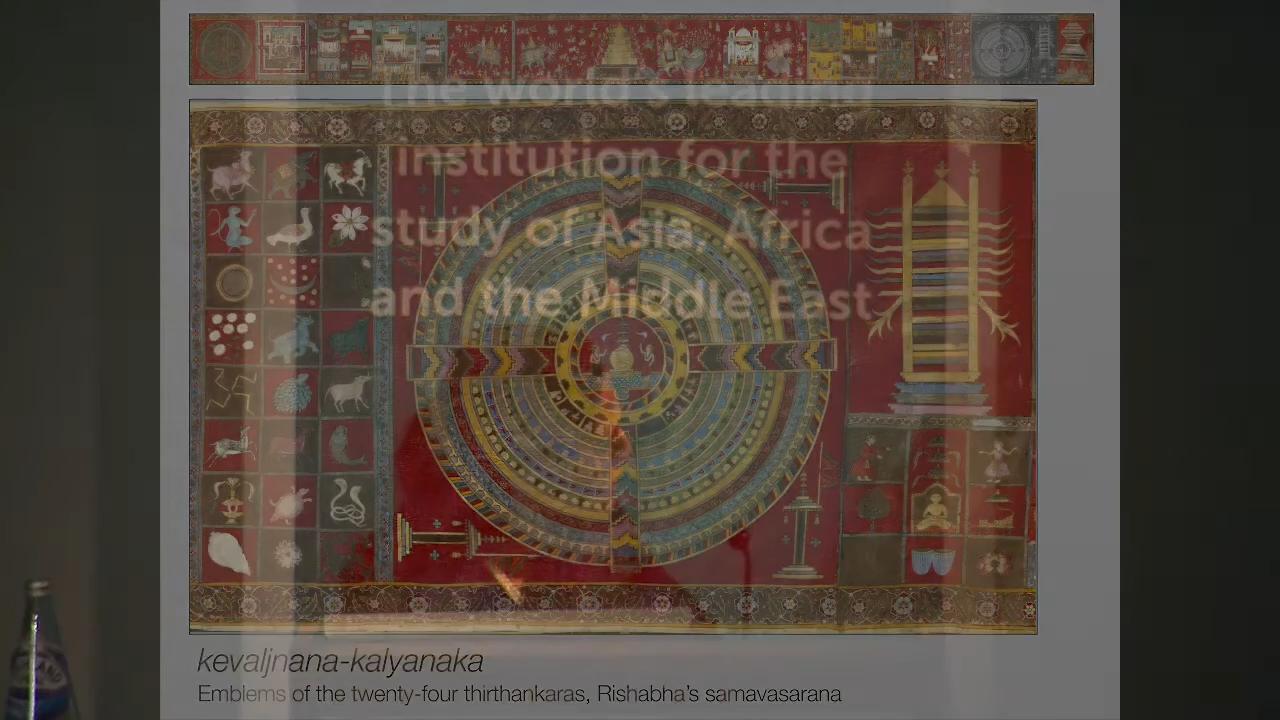 The world's leading
institution for the
study of Asia, Africa
and the Middle East
kevaljnana-kalyanaka
Emblems of the twenty-four thirthankaras, Rishabha's samavasarana